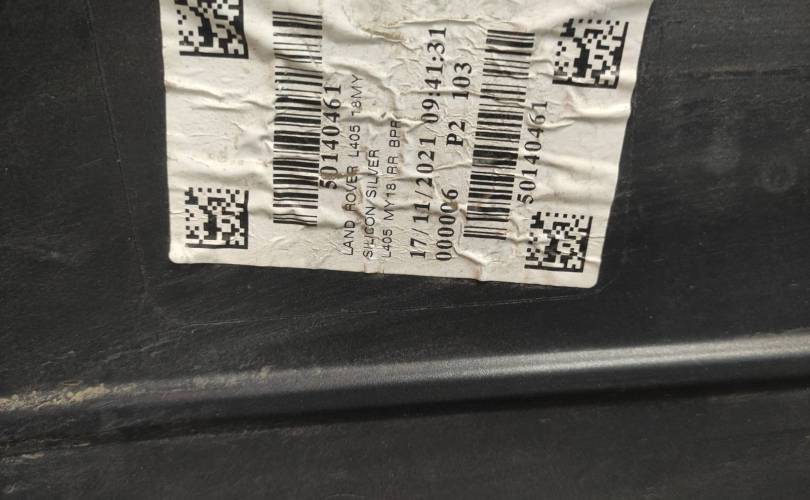 50140461
LAND ROVER L405 18MY
SILICON SILVER
L405 MY18 RR BPR
17/11/2021 09:41:31
000006 P2 103
50140461